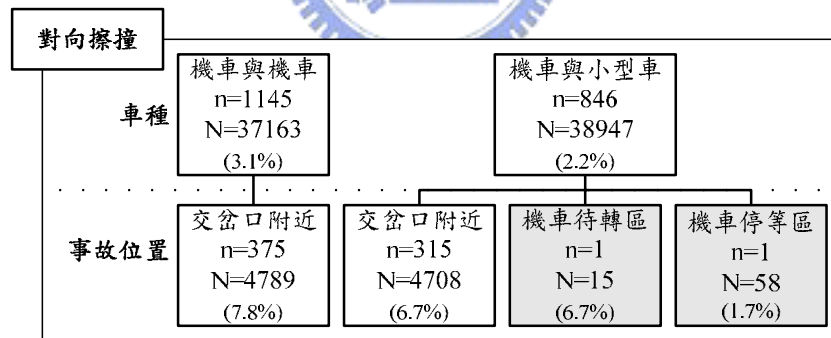 對向擦撞
車種
機車與機車
n=1145
N=37163
(3.1%)
機車與小型車
n=846
N=38947
(2.2%)
事故位置
交岔口附近
n=375
N=4789
(7.8%)
交岔口附近
n=315
N=4708
(6.7%)
機車待轉區
n=1
N=15
(6.7%)
機車停等區
n=1
N=58
(1.7%)